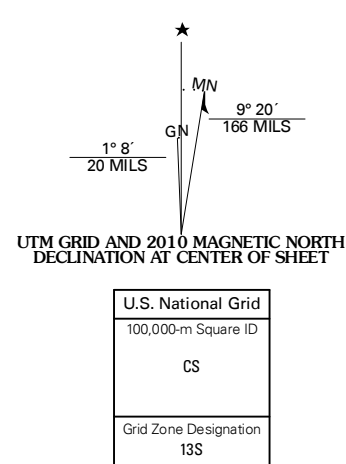 ★
MN
9° 20´
166 MILS
GN
1° 8´
20 MILS
UTM GRID AND 2010 MAGNETIC NORTH
DECLINATION AT CENTER OF SHEET
U.S. National Grid
100,000-m Square ID
CS
Grid Zone Designation
13S